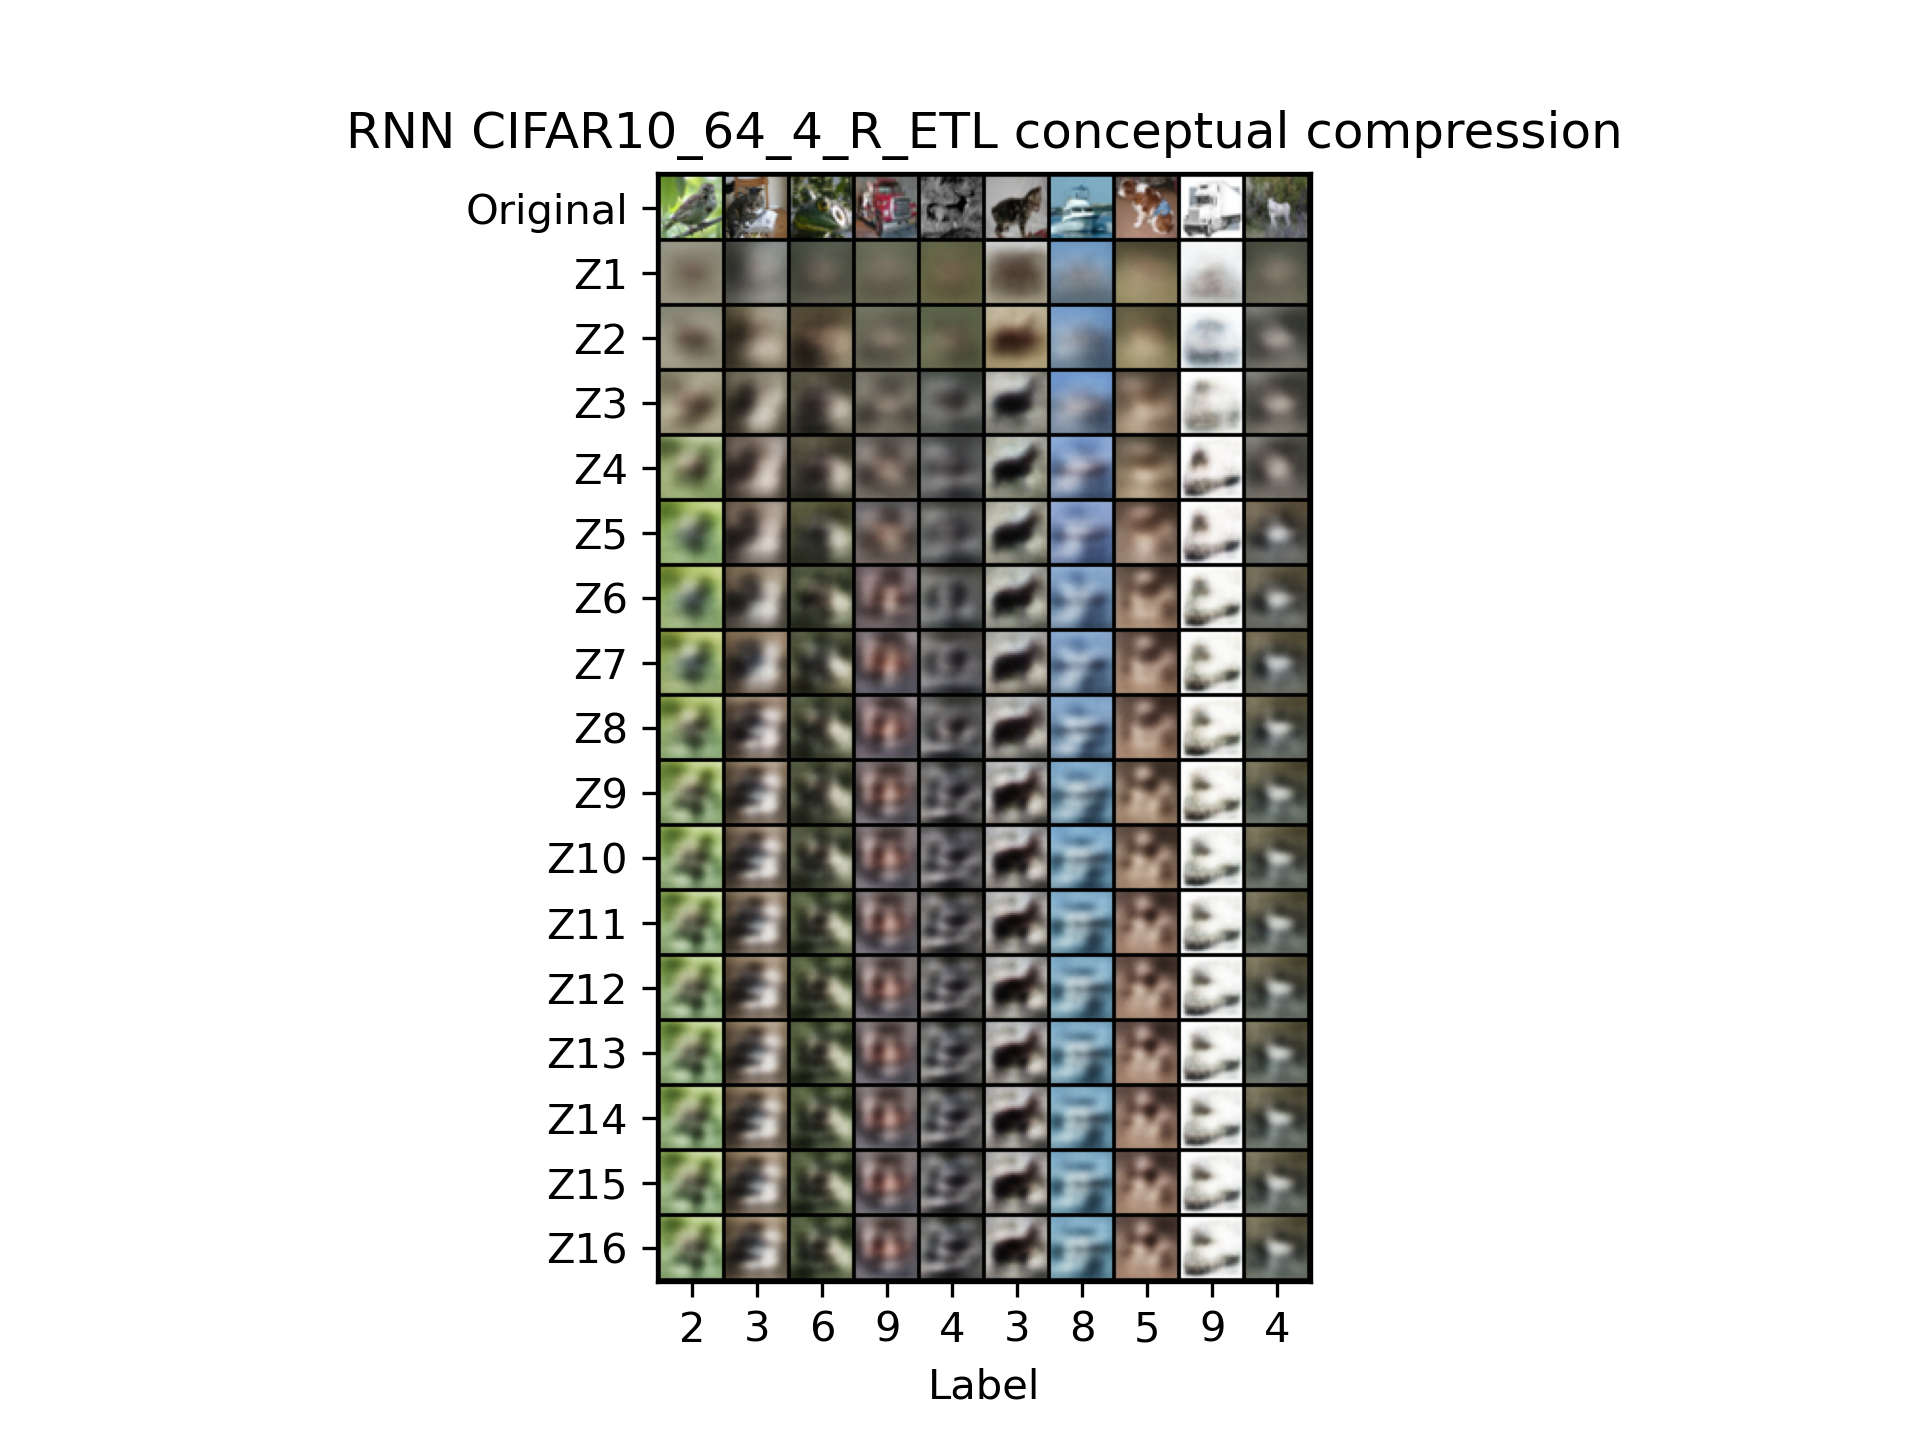 RNN CIFAR10_64_4_R_ETL conceptual compression
Original
Z1
Z2
Z3
Z4
Z5
Z6
Z7
Z8
Z9
Z10
Z11
Z12
Z13
Z14
Z15
Z16
2 3 6 9 4 3 8 5 9 4
Label